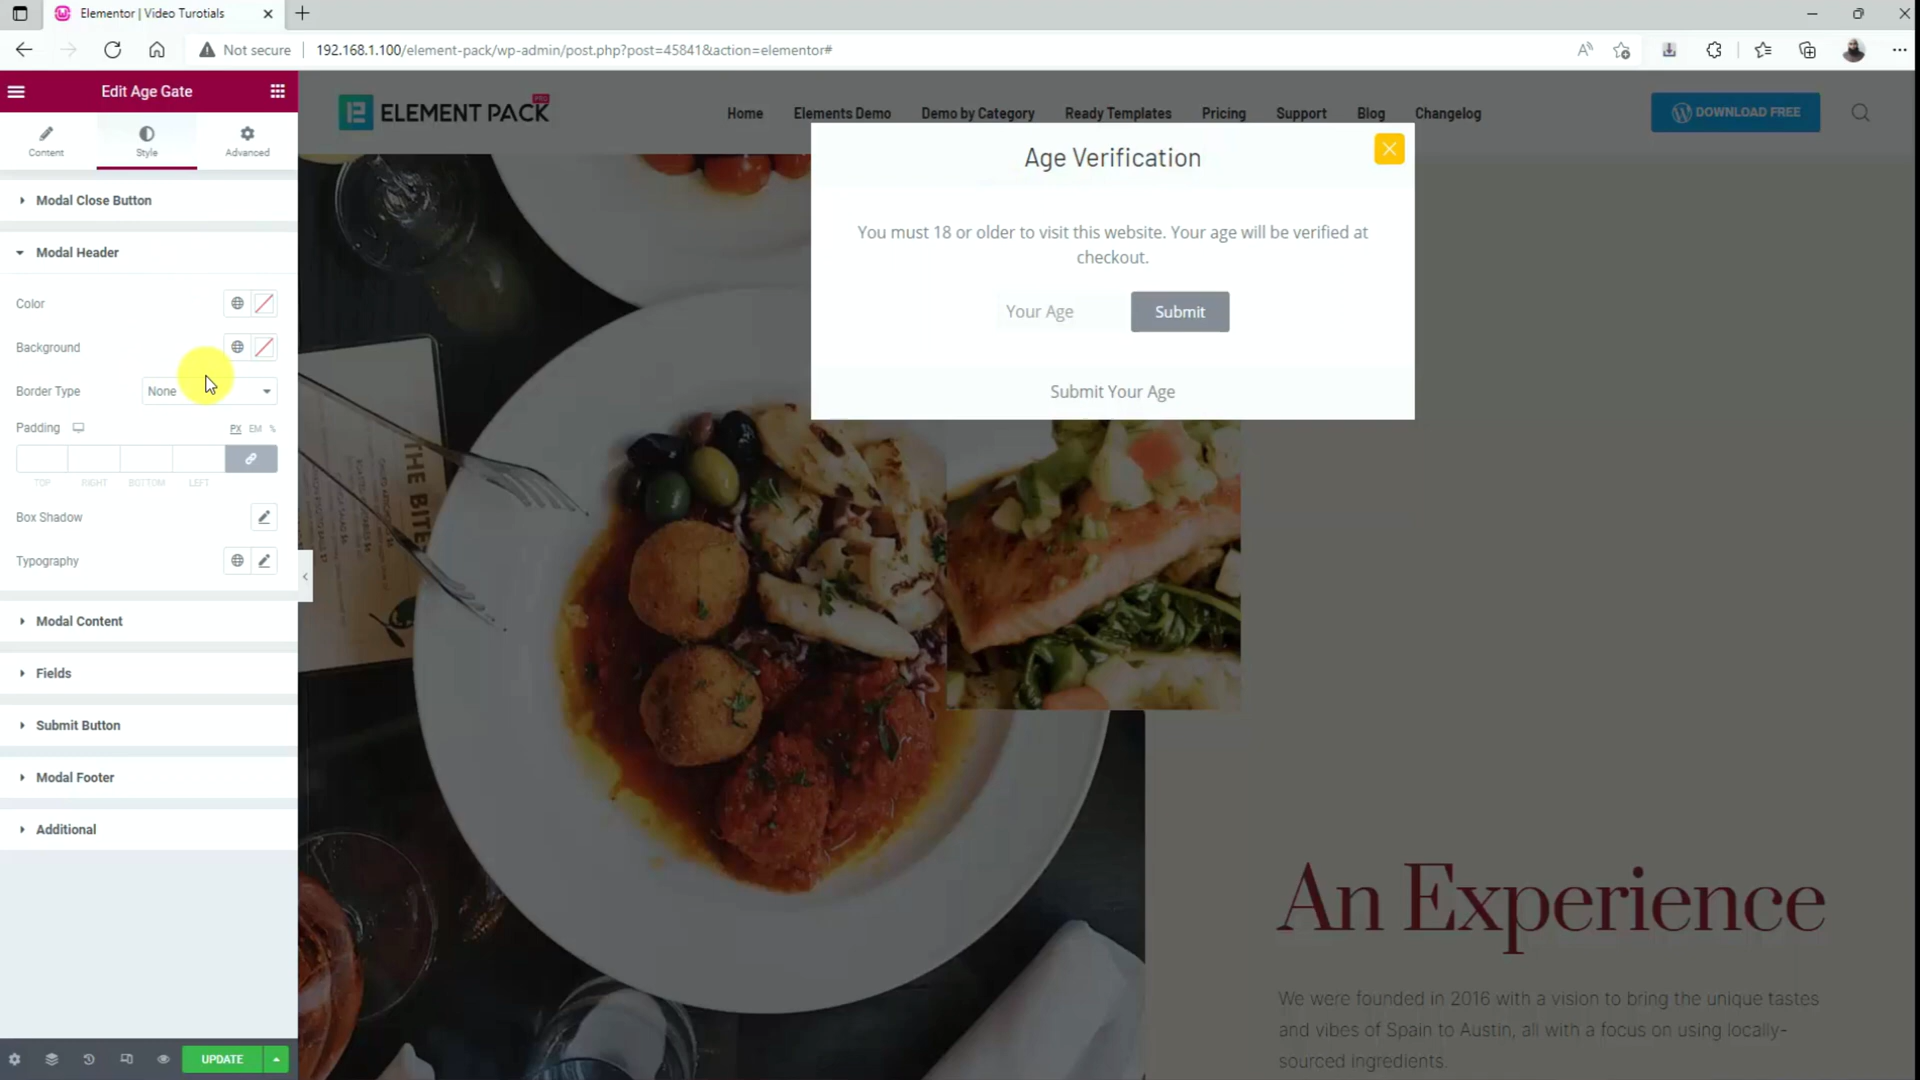 Elementor | Video Turotials
Not secure
192.168.1.100/element-pack/wp-admin/post.php?post=45841&action=elementor#
Edit Age Gate
Content
Style
Advanced
Modal Close Button
Modal Header
Color
Background
Border Type
None
Padding
PX EM %
TOP RIGHT BOTTOM LEFT
Box Shadow
Typography
Modal Content
Fields
Submit Button
Modal Footer
Additional
UPDATE
ELEMENT PACK
PRO
Home
Elements Demo
Demo by Category
Ready Templates
Pricing
Support
Blog
Changelog
DOWNLOAD FREE
Age Verification
You must 18 or older to visit this website. Your age will be verified at
checkout.
Your Age
Submit
Submit Your Age
THE BITE
An Experience
We were founded in 2016 with a vision to bring the unique tastes
and vibes of Spain to Austin, all with a focus on using locally-
sourced ingredients.